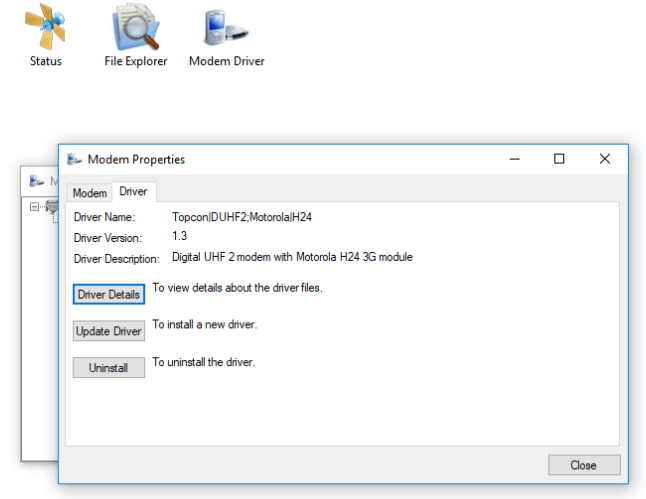 Status
File Explorer
Modem Driver
Modem Properties
M
Modem
Driver
Driver Name: Topcon|DUHF2;Motorola|H24
Driver Version: 1.3
Driver Description: Digital UHF 2 modem with Motorola H24 3G module
Driver Details To view details about the driver files.
Update Driver To install a new driver.
Uninstall To uninstall the driver.
Close